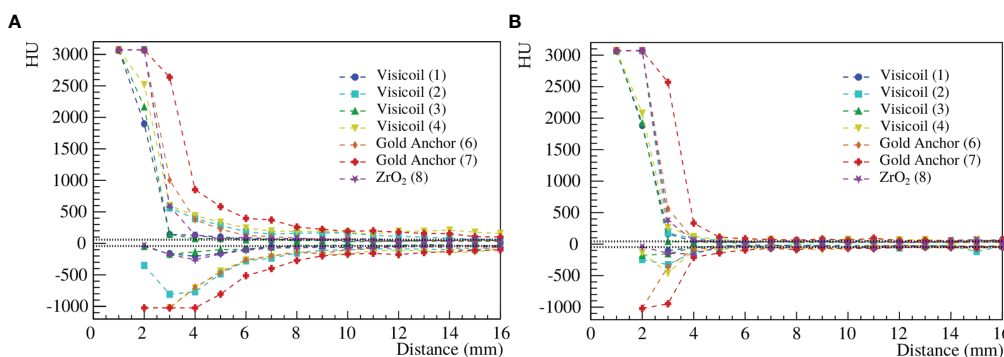 A
HU
3000
2500
2000
1500
1000
500
0
-500
-1000
Visicoil (1)
Visicoil (2)
Visicoil (3)
Visicoil (4)
Gold Anchor (6)
Gold Anchor (7)
ZrO₂ (8)
0 2 4 6 8 10 12 14 16
Distance (mm)
B
HU
3000
2500
2000
1500
1000
500
0
-500
-1000
Visicoil (1)
Visicoil (2)
Visicoil (3)
Visicoil (4)
Gold Anchor (6)
Gold Anchor (7)
ZrO₂ (8)
0 2 4 6 8 10 12 14 16
Distance (mm)